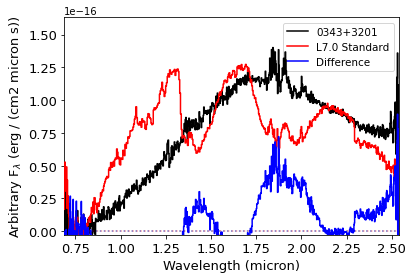 1e−16
1.50
1.25
1.00
0.75
0.50
0.25
0.00
Arbitrary Fλ (erg / (cm2 micron s))
0343+3201
L7.0 Standard
Difference
0.75 1.00 1.25 1.50 1.75 2.00 2.25 2.50
Wavelength (micron)